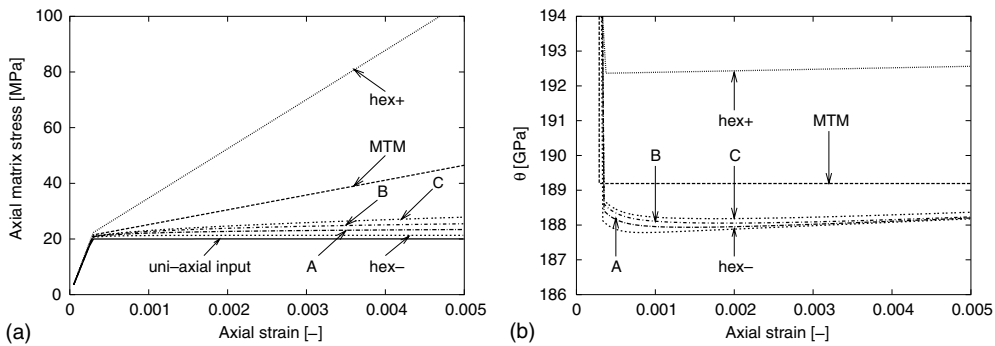 Axial matrix stress [MPa]
100
80
60
40
20
0
hex+
MTM
B
C
uni–axial input
A
hex–
0
0.001
0.002
0.003
0.004
0.005
Axial strain [–]
(a)
θ [GPa]
194
193
192
191
190
189
188
187
186
hex+
MTM
B
C
A
hex–
0
0.001
0.002
0.003
0.004
0.005
Axial strain [–]
(b)